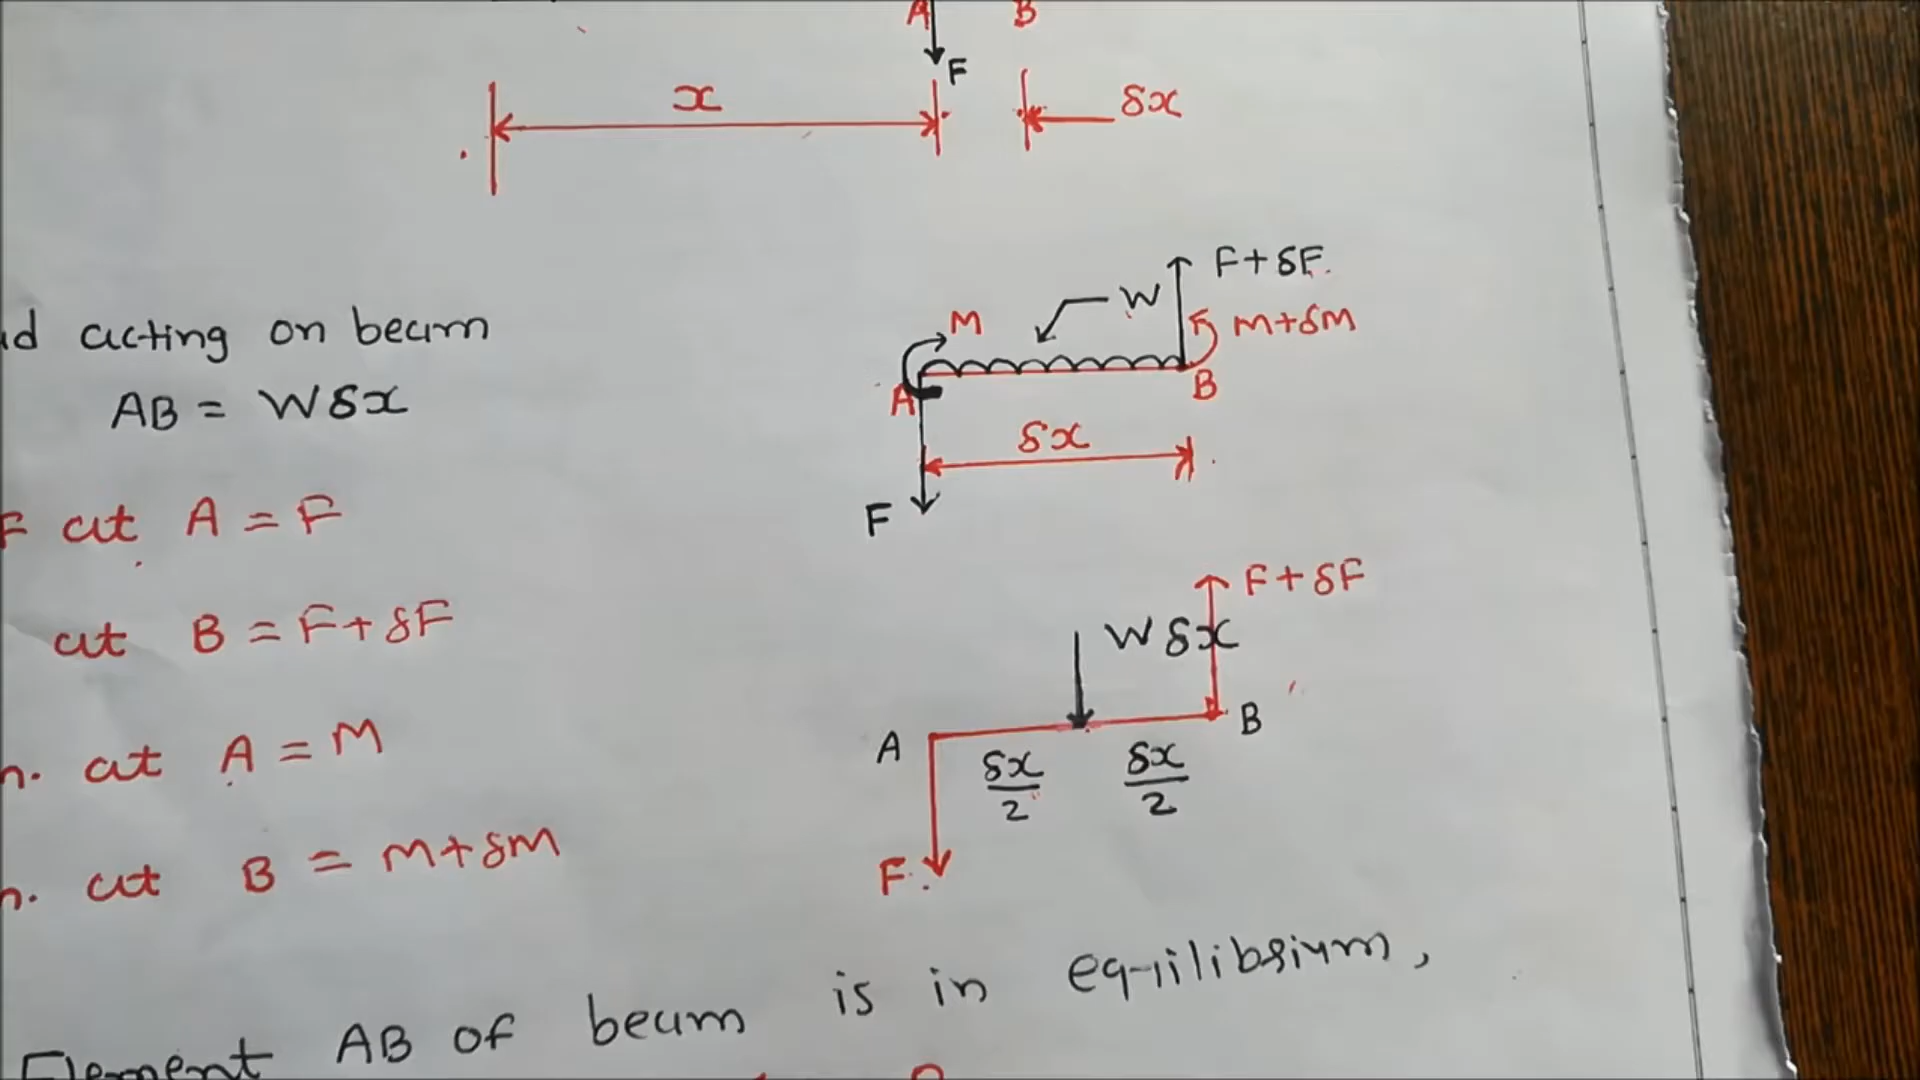 A B
F
x δx
F+δF.
W
M M+δM
A B
δx
F
acting on beam
AB = Wδx
at A = F
at B = F+δF
at A = M
at B = M+δM
F+δF
Wδx
A B
δx/2 δx/2
F
Element AB of beam is in equilibrium,